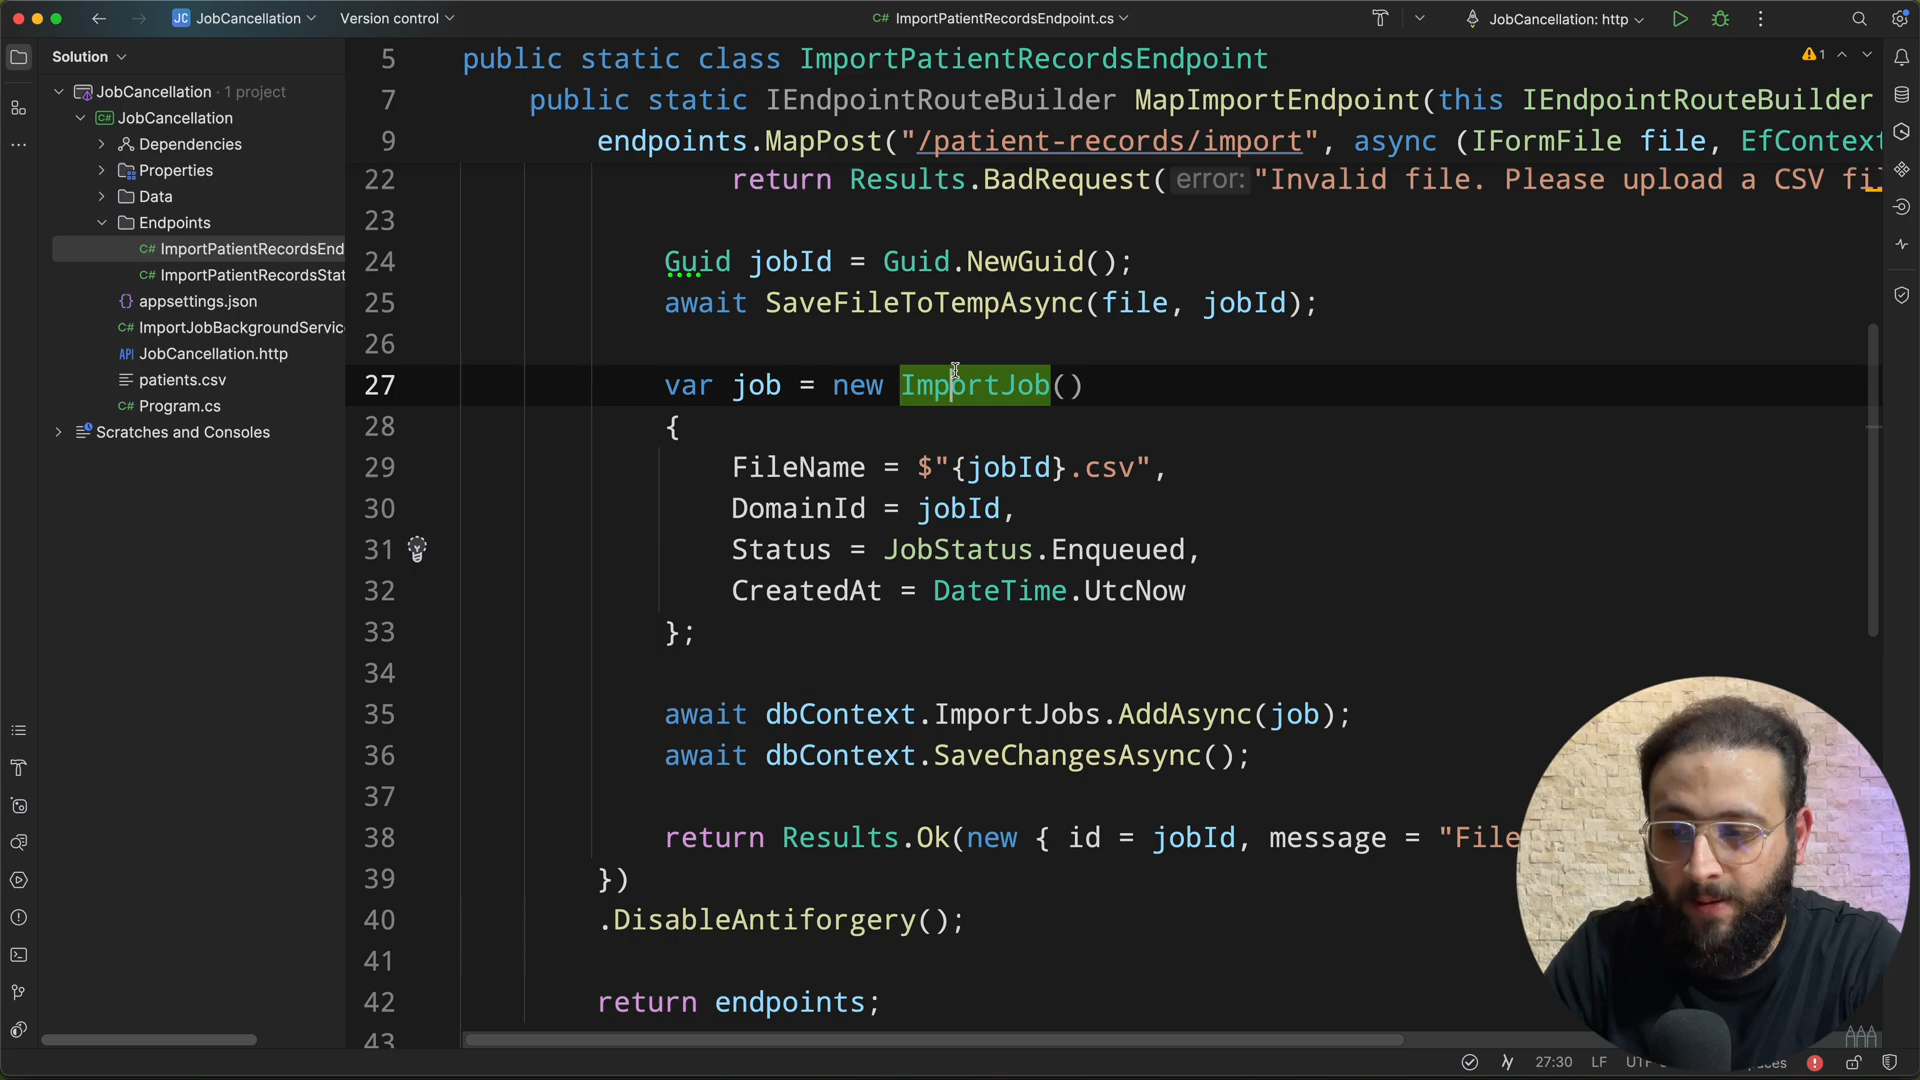 JC JobCancellation Version control C# ImportPatientRecordsEndpoint.cs JobCancellation: http
Solution
JobCancellation · 1 project
C# JobCancellation
Dependencies
Properties
Data
Endpoints
C# ImportPatientRecordsEnd
C# ImportPatientRecordsStat
{} appsettings.json
C# ImportJobBackgroundServic
API JobCancellation.http
patients.csv
C# Program.cs
Scratches and Consoles
5 public static class ImportPatientRecordsEndpoint
7 public static IEndpointRouteBuilder MapImportEndpoint(this IEndpointRouteBuilder
9 endpoints.MapPost("/patient-records/import", async (IFormFile file, EfContext
22 return Results.BadRequest( error: "Invalid file. Please upload a CSV fil
23
24 Guid jobId = Guid.NewGuid();
25 await SaveFileToTempAsync(file, jobId);
26
27 var job = new ImportJob()
28 {
29 FileName = $"{jobId}.csv",
30 DomainId = jobId,
31 Status = JobStatus.Enqueued,
32 CreatedAt = DateTime.UtcNow
33 };
34
35 await dbContext.ImportJobs.AddAsync(job);
36 await dbContext.SaveChangesAsync();
37
38 return Results.Ok(new { id = jobId, message = "File
39 })
40 .DisableAntiforgery();
41
42 return endpoints;
43
1
27:30 LF